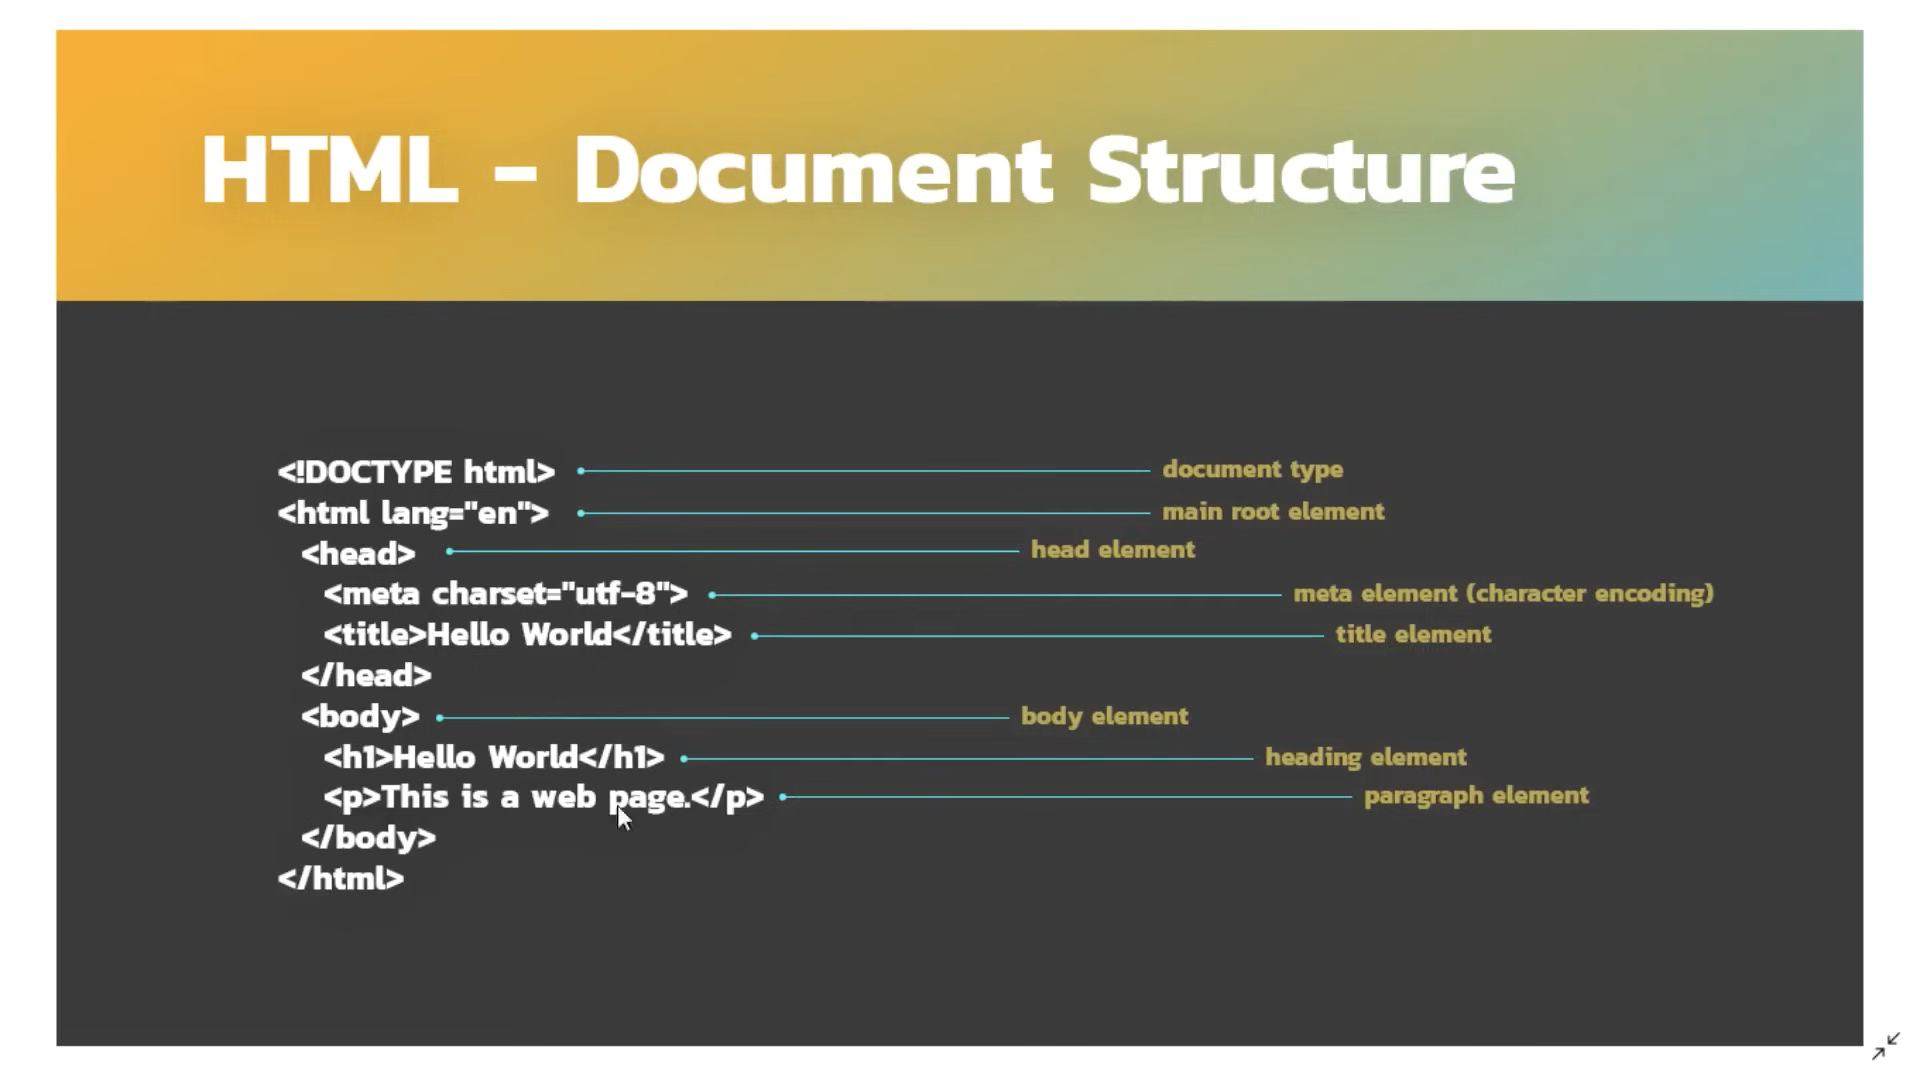 HTML - Document Structure
<!DOCTYPE html> document type
<html lang="en"> main root element
<head> head element
<meta charset="utf-8"> meta element (character encoding)
<title>Hello World</title> title element
</head>
<body> body element
<h1>Hello World</h1> heading element
<p>This is a web page.</p> paragraph element
</body>
</html>